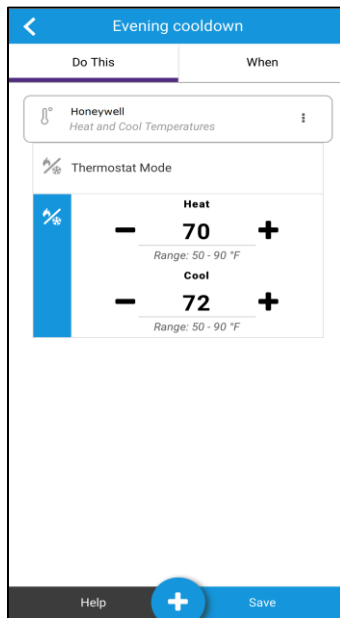 Evening cooldown
Do This
When
Honeywell
Heat and Cool Temperatures
Thermostat Mode
Heat
70
Range: 50 - 90 °F
Cool
72
Range: 50 - 90 °F
Help
Save